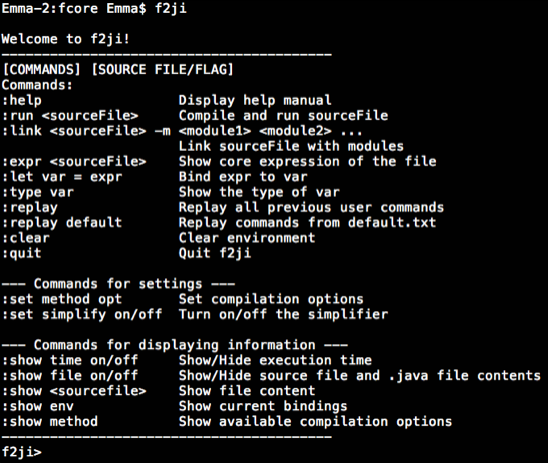 Emma-2:fcore Emma$ f2ji
Welcome to f2ji!
-----------------------------------------
[COMMANDS] [SOURCE FILE/FLAG]
Commands:
:help                Display help manual
:run <sourceFile>    Compile and run sourceFile
:link <sourceFile> -m <module1> <module2> ...
                     Link sourceFile with modules
:expr <sourceFile>   Show core expression of the file
:let var = expr      Bind expr to var
:type var            Show the type of var
:replay              Replay all previous user commands
:replay default      Replay commands from default.txt
:clear               Clear environment
:quit                Quit f2ji
--- Commands for settings ---
:set method opt      Set compilation options
:set simplify on/off  Turn on/off the simplifier
--- Commands for displaying information ---
:show time on/off    Show/Hide execution time
:show file on/off    Show/Hide source file and .java file contents
:show <sourcefile>   Show file content
:show env            Show current bindings
:show method         Show available compilation options
-----------------------------------------
f2ji>